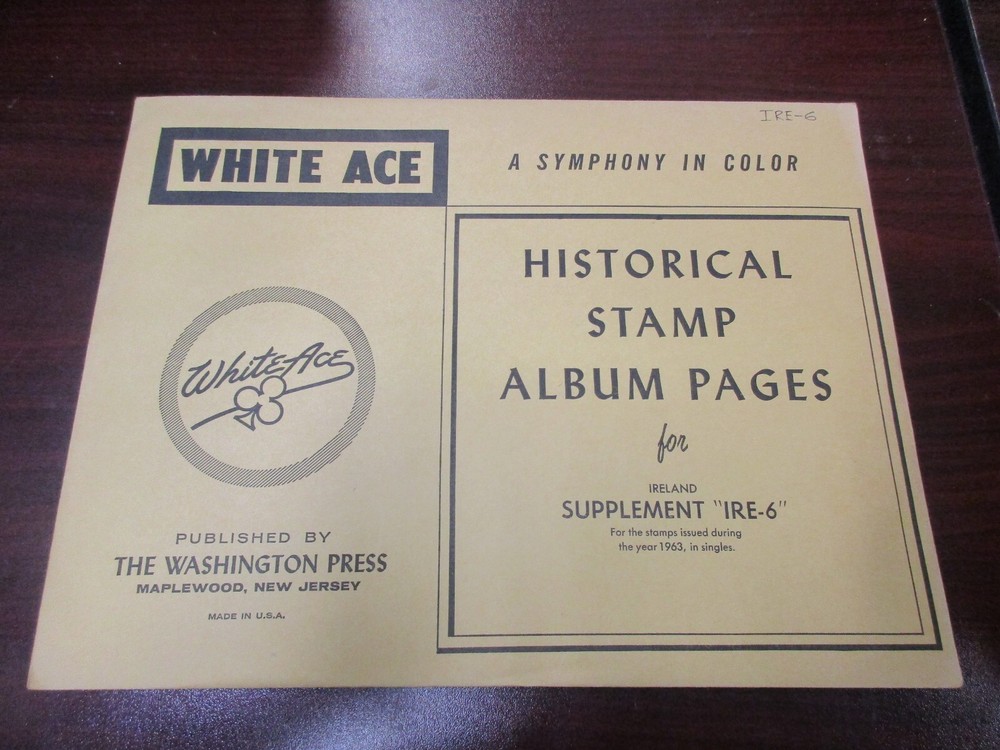 IRE-6
WHITE ACE
A SYMPHONY IN COLOR
White Ace
PUBLISHED BY
THE WASHINGTON PRESS
MAPLEWOOD, NEW JERSEY
MADE IN U.S.A.
HISTORICAL
STAMP
ALBUM PAGES
for
IRELAND
SUPPLEMENT "IRE-6"
For the stamps issued during
the year 1963, in singles.